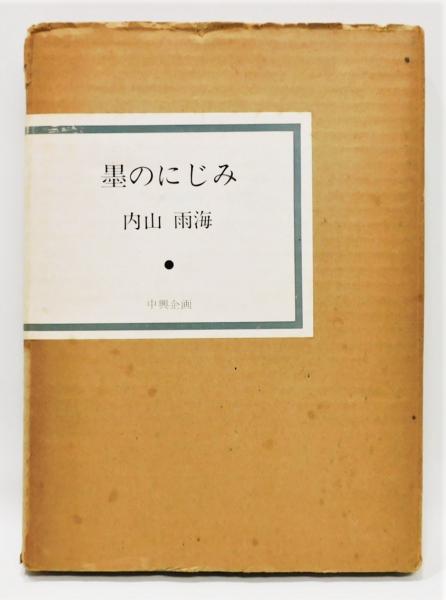 墨のにじみ
内山 雨海
中興企画